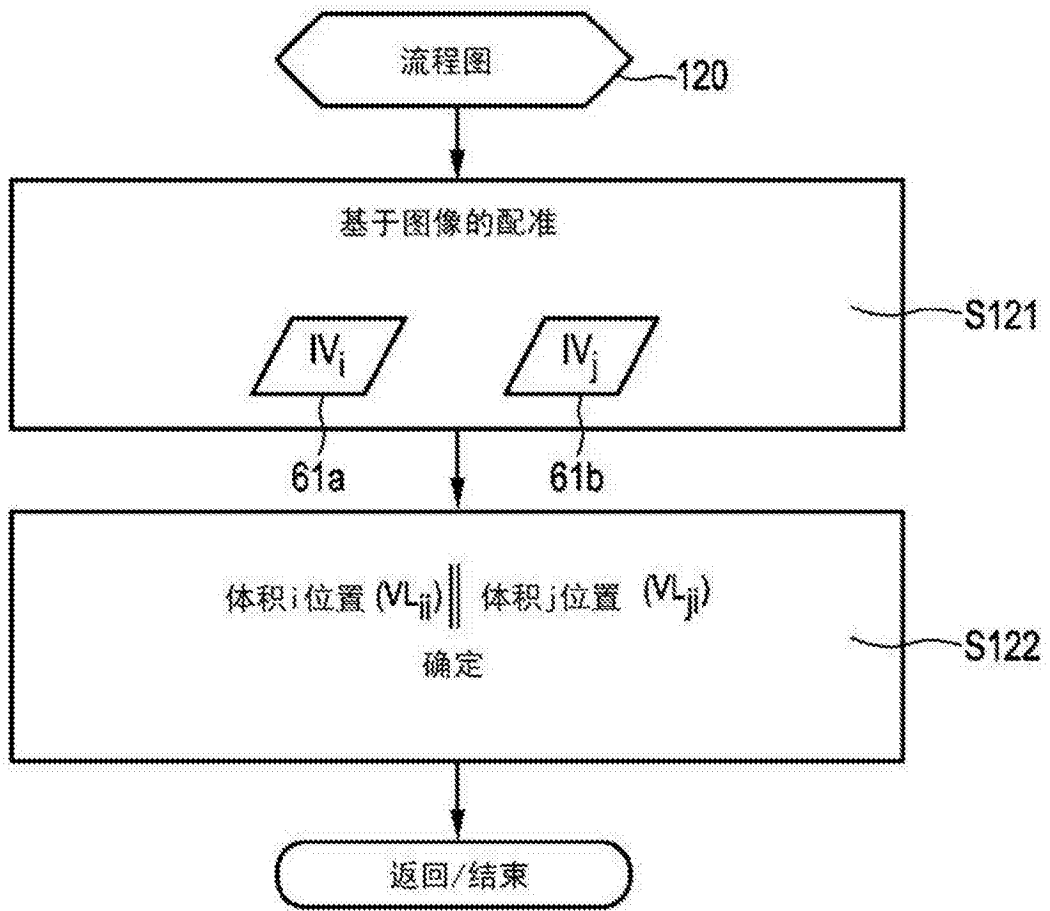 流程图
120
基于图像的配准
S121
IVi
IVj
61a
61b
体积i位置(VLii)‖体积j位置 (VLji)
S122
确定
返回/结束